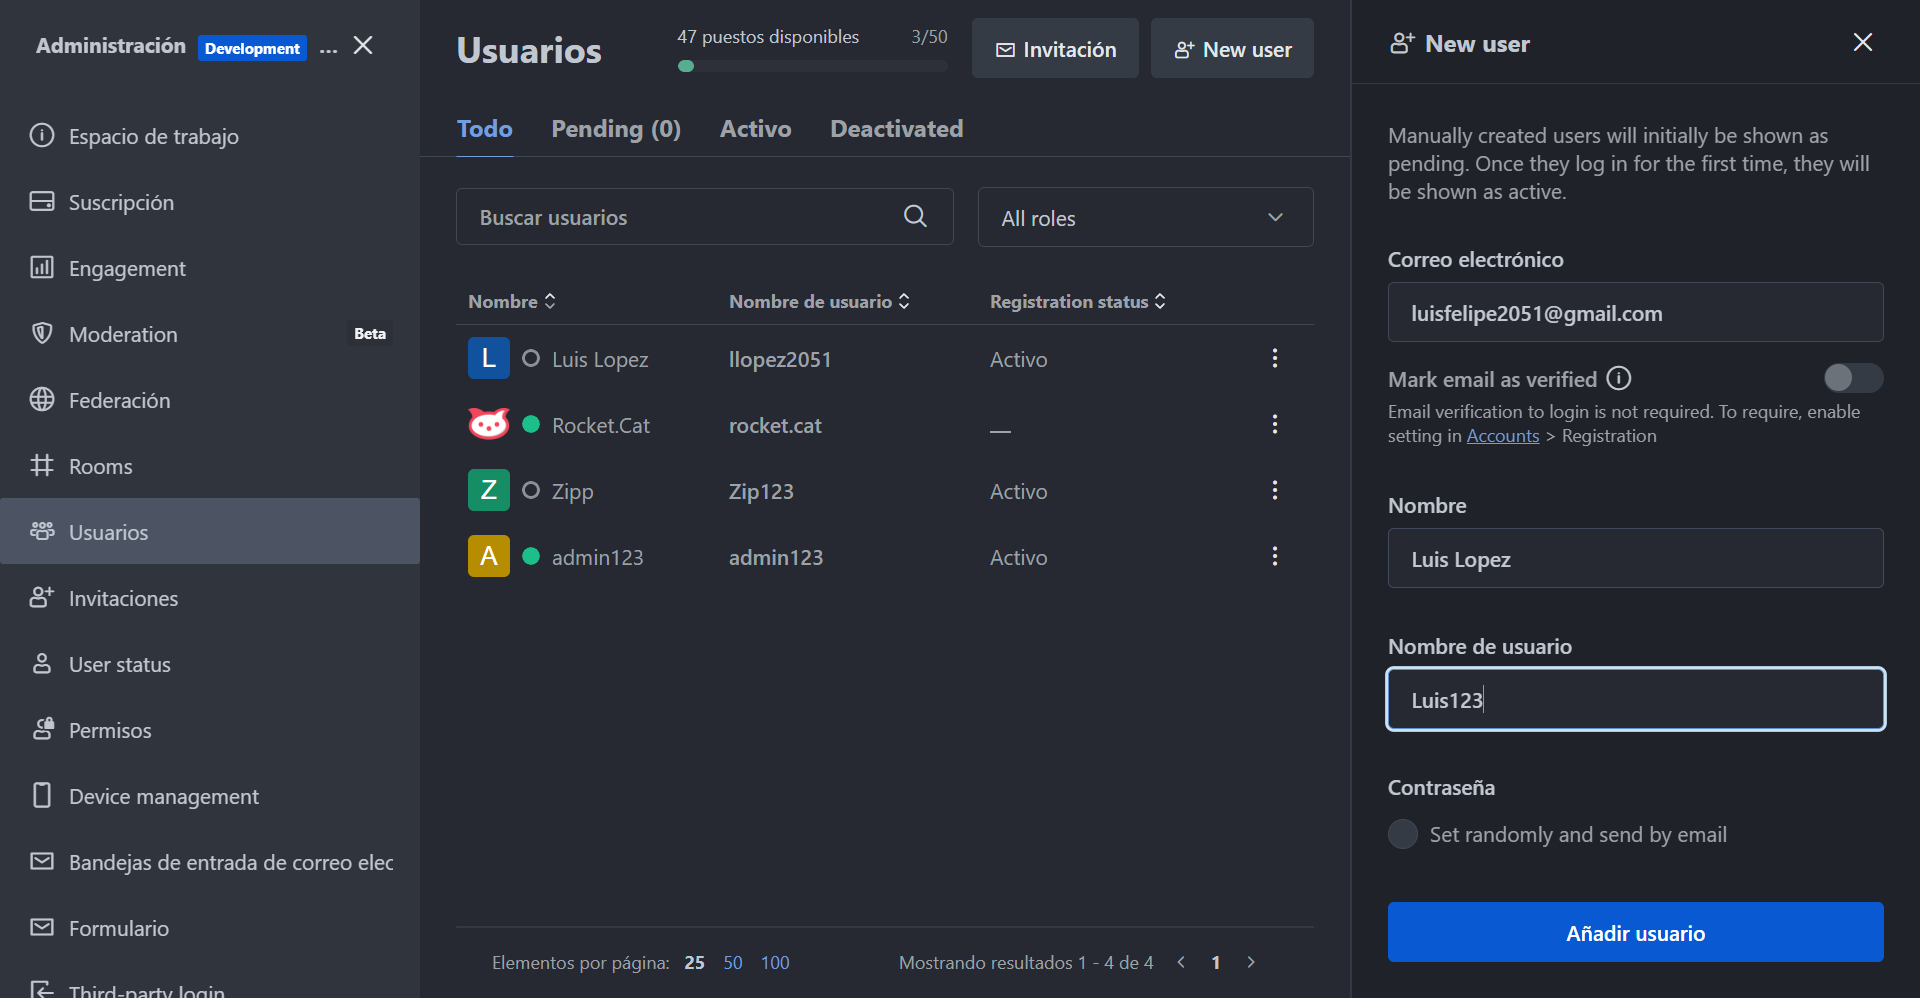 Administración Development ...
Espacio de trabajo
Suscripción
Engagement
Moderation Beta
Federación
Rooms
Usuarios
Invitaciones
User status
Permisos
Device management
Bandejas de entrada de correo elec
Formulario
Third-party login
Usuarios
47 puestos disponibles 3/50
Invitación
New user
Todo Pending (0) Activo Deactivated
Buscar usuarios
All roles
Nombre Nombre de usuario Registration status
L Luis Lopez llopez2051 Activo
Rocket.Cat rocket.cat —
Z Zipp Zip123 Activo
A admin123 admin123 Activo
Elementos por página: 25 50 100
Mostrando resultados 1 - 4 de 4 < 1 >
New user
Manually created users will initially be shown as
pending. Once they log in for the first time, they will
be shown as active.
Correo electrónico
luisfelipe2051@gmail.com
Mark email as verified
Email verification to login is not required. To require, enable
setting in Accounts > Registration
Nombre
Luis Lopez
Nombre de usuario
Luis123
Contraseña
Set randomly and send by email
Añadir usuario